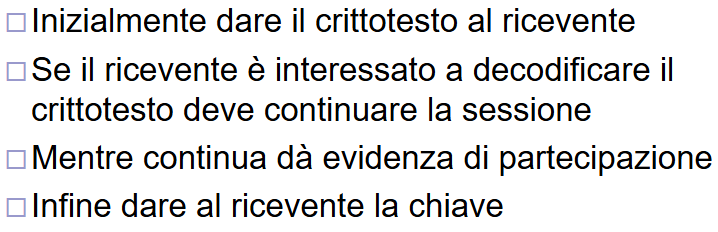 Inizialmente dare il crittotesto al ricevente
Se il ricevente è interessato a decodificare il
crittotesto deve continuare la sessione
Mentre continua dà evidenza di partecipazione
Infine dare al ricevente la chiave